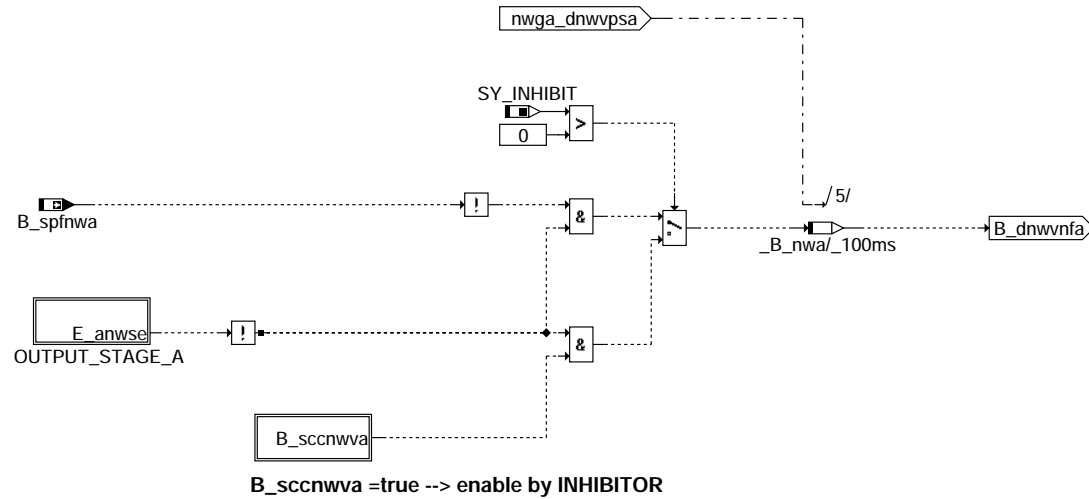 nwga_dnwvpsa
SY_INHIBIT
>
0
/ 5/
B_spfnwa
!
&
_B_nwa/_100ms
B_dnwvnfa
E_anwse
!
OUTPUT_STAGE_A
&
B_sccnwva
B_sccnwva =true --> enable by INHIBITOR